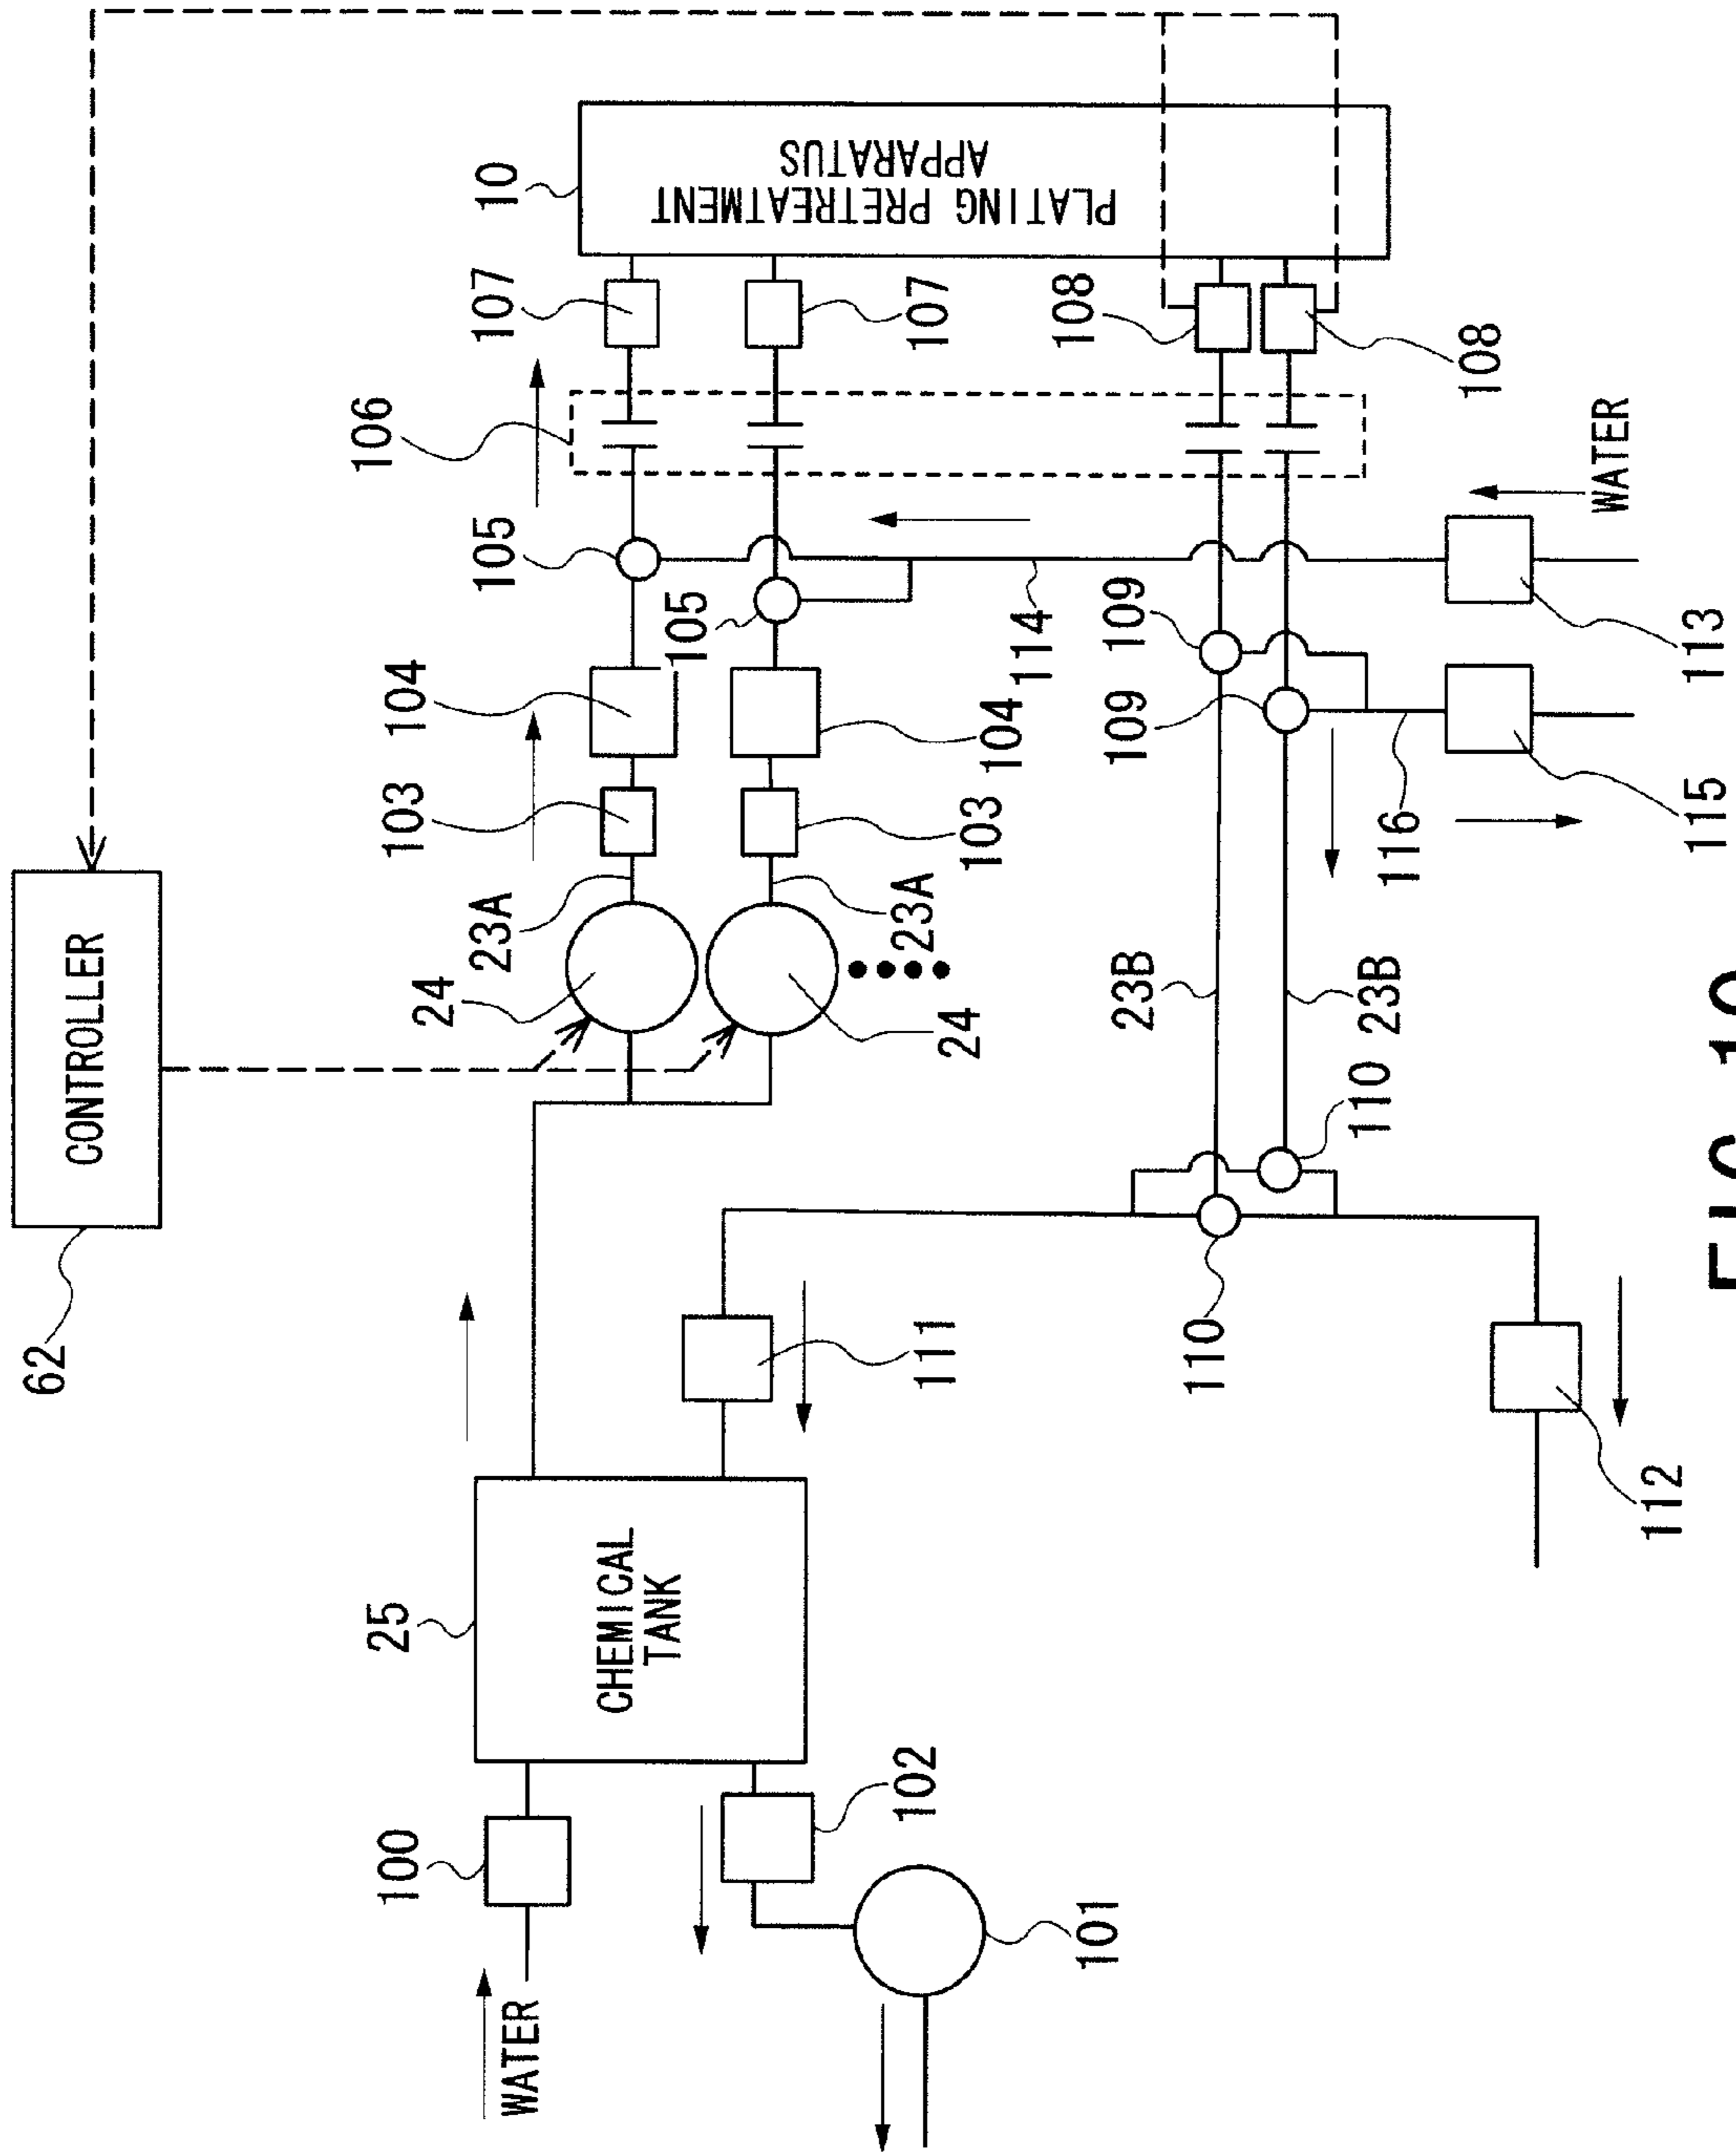 62
CONTROLLER
100
25
106
24
23A
103
104
105
107
10
WATER
CHEMICAL
TANK
PLATING PRETREATMENT
APPARATUS
102
111
24
23A
103
104
105
107
101
114
108
110
23B
109
109
110
23B
116
108
112
115
113
WATER